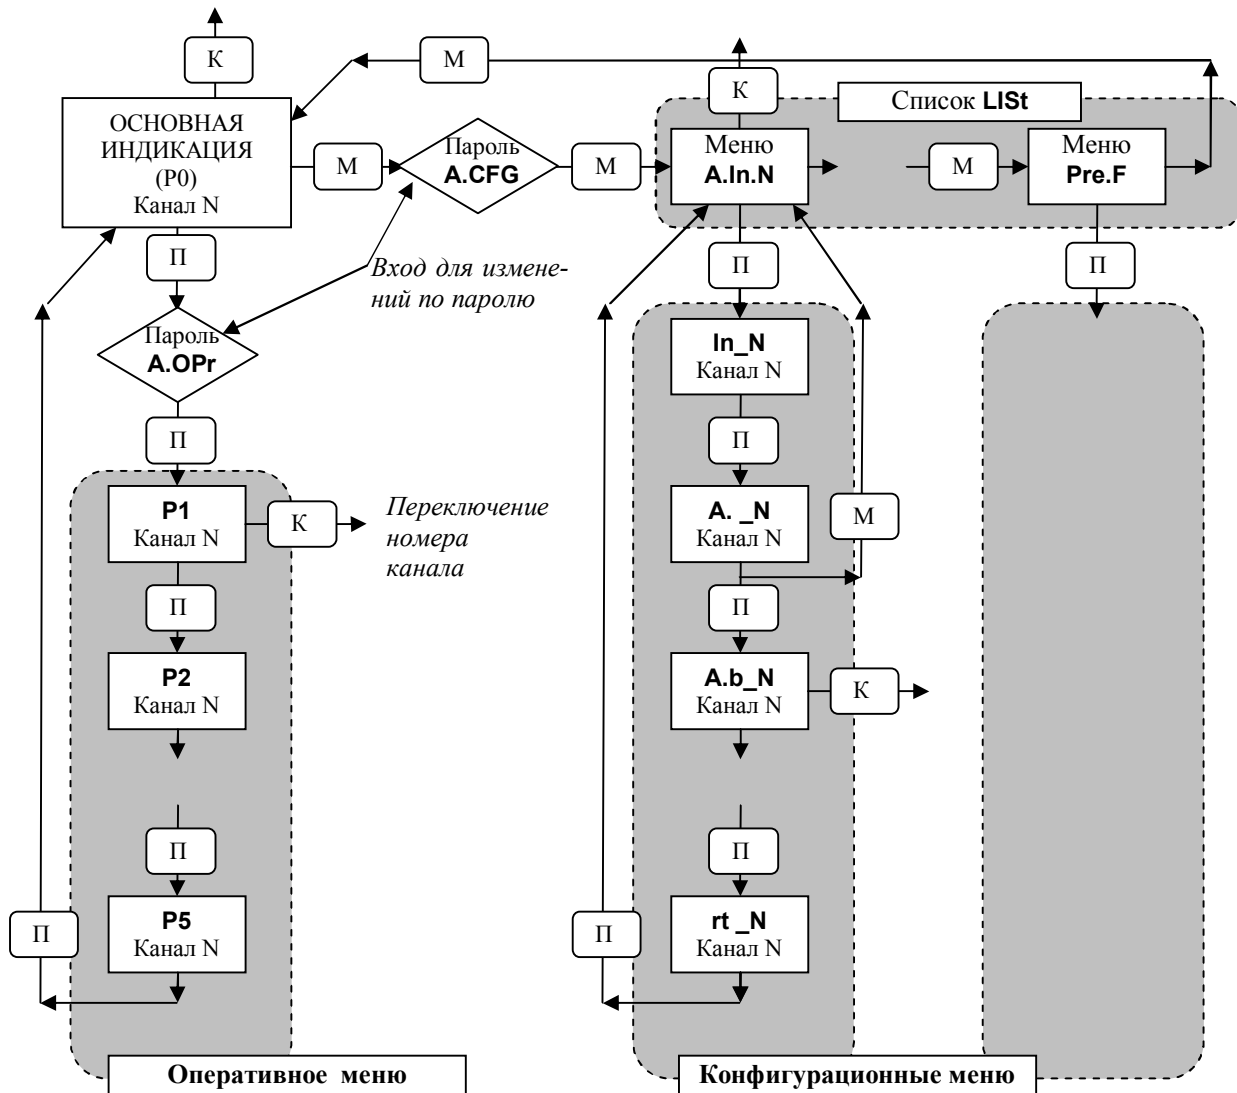 К
М
К
Список LISt
ОСНОВНАЯ
ИНДИКАЦИЯ
(P0)
Канал N
М
Пароль
A.CFG
М
Меню
A.In.N
М
Меню
Pre.F
П
Вход для измене-
ний по паролю
П
П
Пароль
A.OPr
In_N
Канал N
П
П
P1
Канал N
К
Переключение
номера
канала
A. _N
Канал N
М
П
П
P2
Канал N
A.b_N
Канал N
К
П
П
П
P5
Канал N
П
rt _N
Канал N
Оперативное меню
Конфигурационные меню